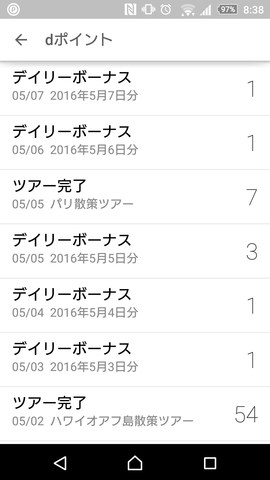 97% 8:38
← dポイント
デイリーボーナス
05/07 2016年5月7日分
1
デイリーボーナス
05/06 2016年5月6日分
1
ツアー完了
05/05 パリ散策ツアー
7
デイリーボーナス
05/05 2016年5月5日分
3
デイリーボーナス
05/04 2016年5月4日分
1
デイリーボーナス
05/03 2016年5月3日分
1
ツアー完了
05/02 ハワイオアフ島散策ツアー
54